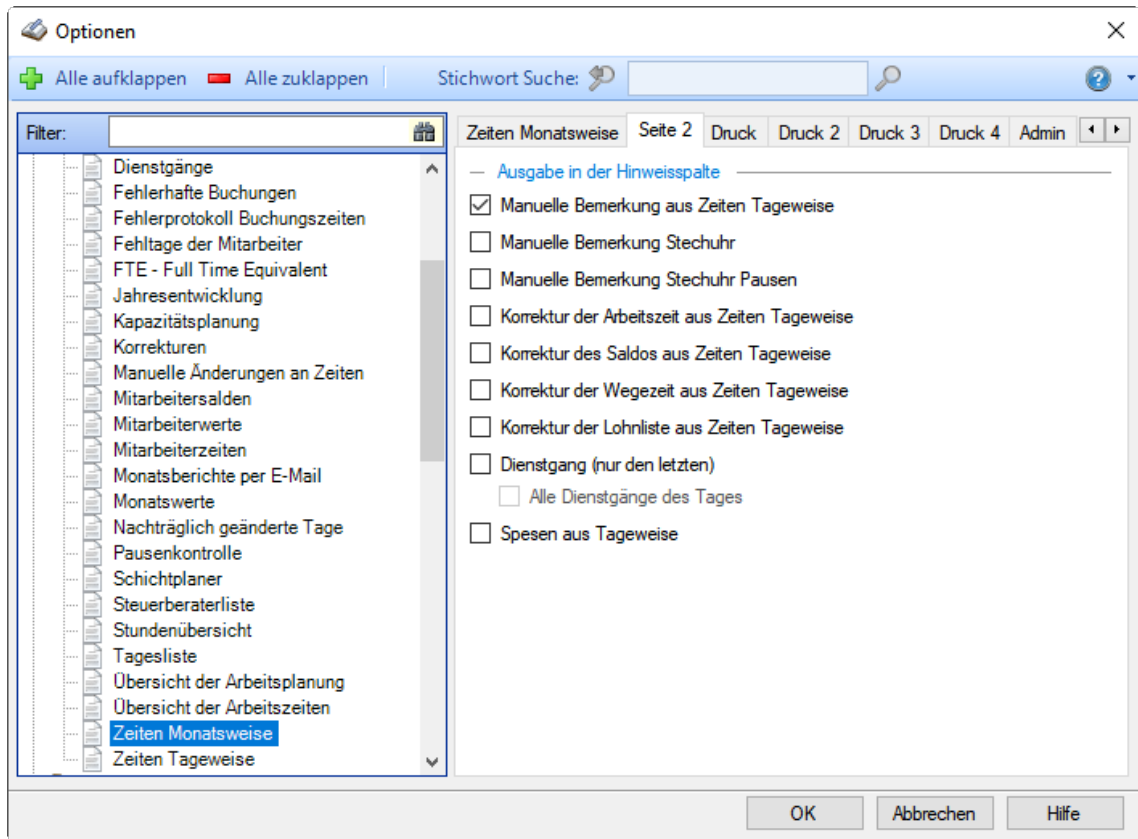 Optionen
Alle aufklappen Alle zuklappen Stichwort Suche:
Filter:
Dienstgänge
Fehlerhafte Buchungen
Fehlerprotokoll Buchungszeiten
Fehltage der Mitarbeiter
FTE - Full Time Equivalent
Jahresentwicklung
Kapazitätsplanung
Korrekturen
Manuelle Änderungen an Zeiten
Mitarbeitersalden
Mitarbeiterwerte
Mitarbeiterzeiten
Monatsberichte per E-Mail
Monatswerte
Nachträglich geänderte Tage
Pausenkontrolle
Schichtplaner
Steuerberaterliste
Stundenübersicht
Tagesliste
Übersicht der Arbeitsplanung
Übersicht der Arbeitszeiten
Zeiten Monatsweise
Zeiten Tageweise
Zeiten Monatsweise Seite 2 Druck Druck 2 Druck 3 Druck 4 Admin
Ausgabe in der Hinweisspalte
Manuelle Bemerkung aus Zeiten Tageweise
Manuelle Bemerkung Stechuhr
Manuelle Bemerkung Stechuhr Pausen
Korrektur der Arbeitszeit aus Zeiten Tageweise
Korrektur des Saldos aus Zeiten Tageweise
Korrektur der Wegezeit aus Zeiten Tageweise
Korrektur der Lohnliste aus Zeiten Tageweise
Dienstgang (nur den letzten)
Alle Dienstgänge des Tages
Spesen aus Tageweise
OK Abbrechen Hilfe